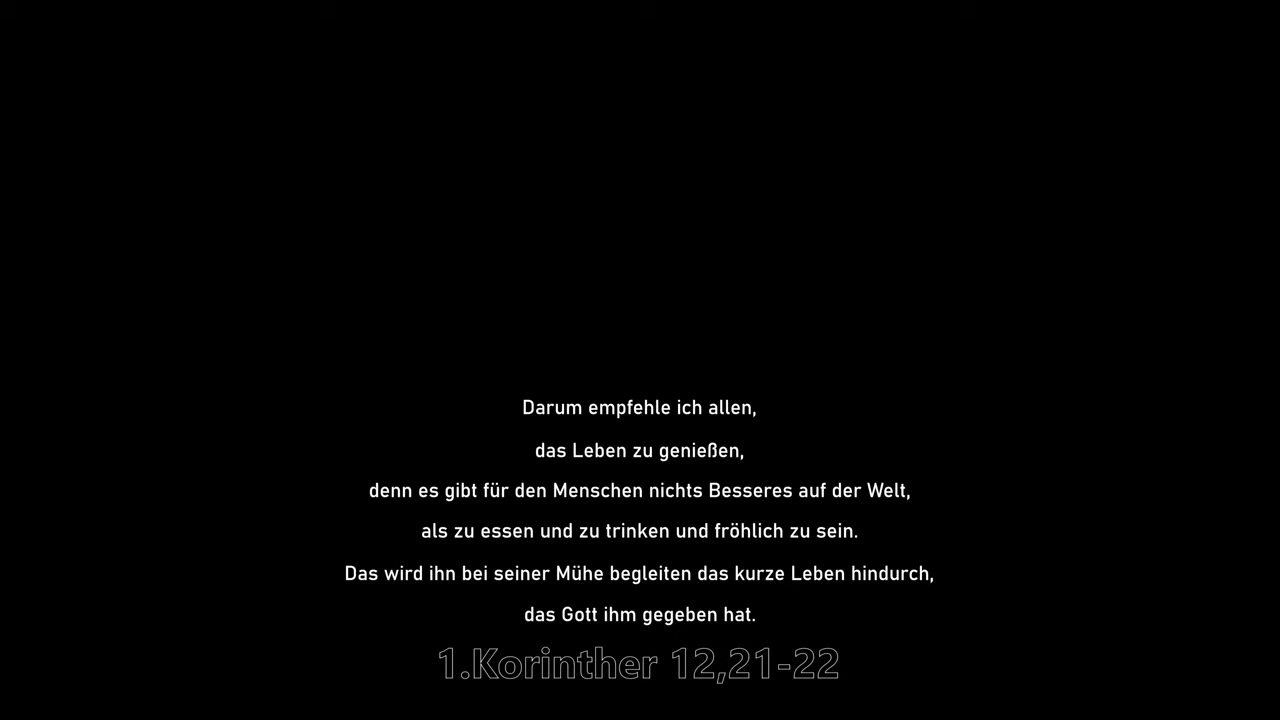 Darum empfehle ich allen,
das Leben zu genießen,
denn es gibt für den Menschen nichts Besseres auf der Welt,
als zu essen und zu trinken und fröhlich zu sein.
Das wird ihn bei seiner Mühe begleiten das kurze Leben hindurch,
das Gott ihm gegeben hat.
1.Korinther 12,21-22